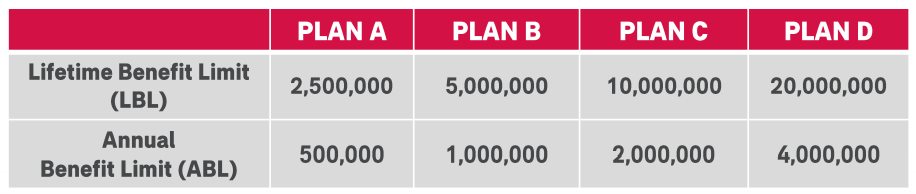 PLAN A PLAN B PLAN C PLAN D
Lifetime Benefit Limit
(LBL) 2,500,000 5,000,000 10,000,000 20,000,000
Annual
Benefit Limit (ABL) 500,000 1,000,000 2,000,000 4,000,000